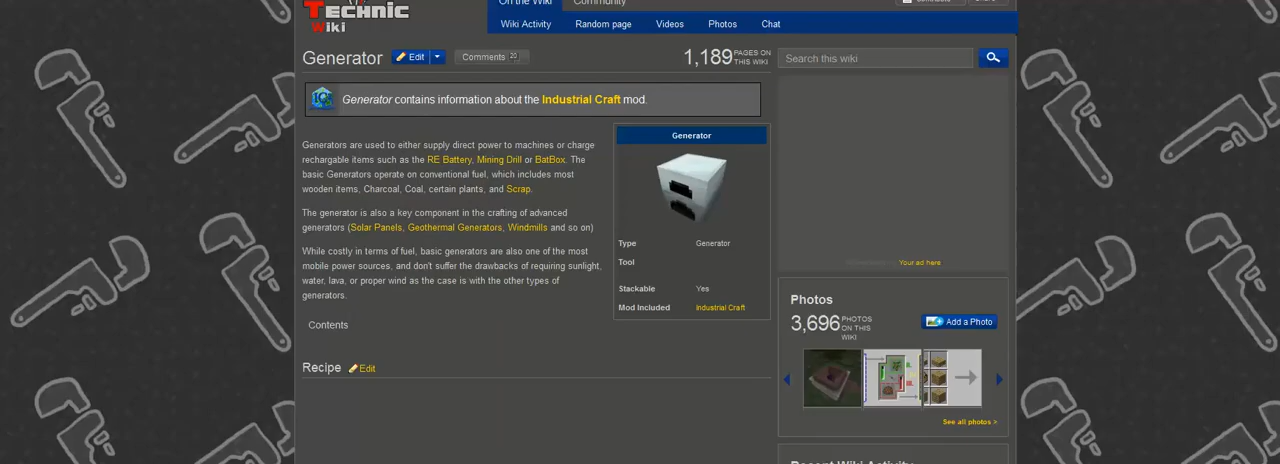 TECHNIC
Wiki
On the Wiki Community
Wiki Activity Random page Videos Photos Chat
Generator Edit Comments 20
1,189 PAGES ON
THIS WIKI
Search this wiki
Generator contains information about the Industrial Craft mod.
Generators are used to either supply direct power to machines or charge
rechargable items such as the RE Battery, Mining Drill or BatBox. The
basic Generators operate on conventional fuel, which includes most
wooden items, Charcoal, Coal, certain plants, and Scrap.
The generator is also a key component in the crafting of advanced
generators (Solar Panels, Geothermal Generators, Windmills and so on)
While costly in terms of fuel, basic generators are also one of the most
mobile power sources, and don't suffer the drawbacks of requiring sunlight,
water, lava, or proper wind as the case is with the other types of
generators.
Contents
Recipe Edit
Generator
Type Generator
Tool
Stackable Yes
Mod Included Industrial Craft
Your ad here
Photos
3,696 PHOTOS
ON THIS
WIKI
Add a Photo
See all photos >
Recent Wiki Activity